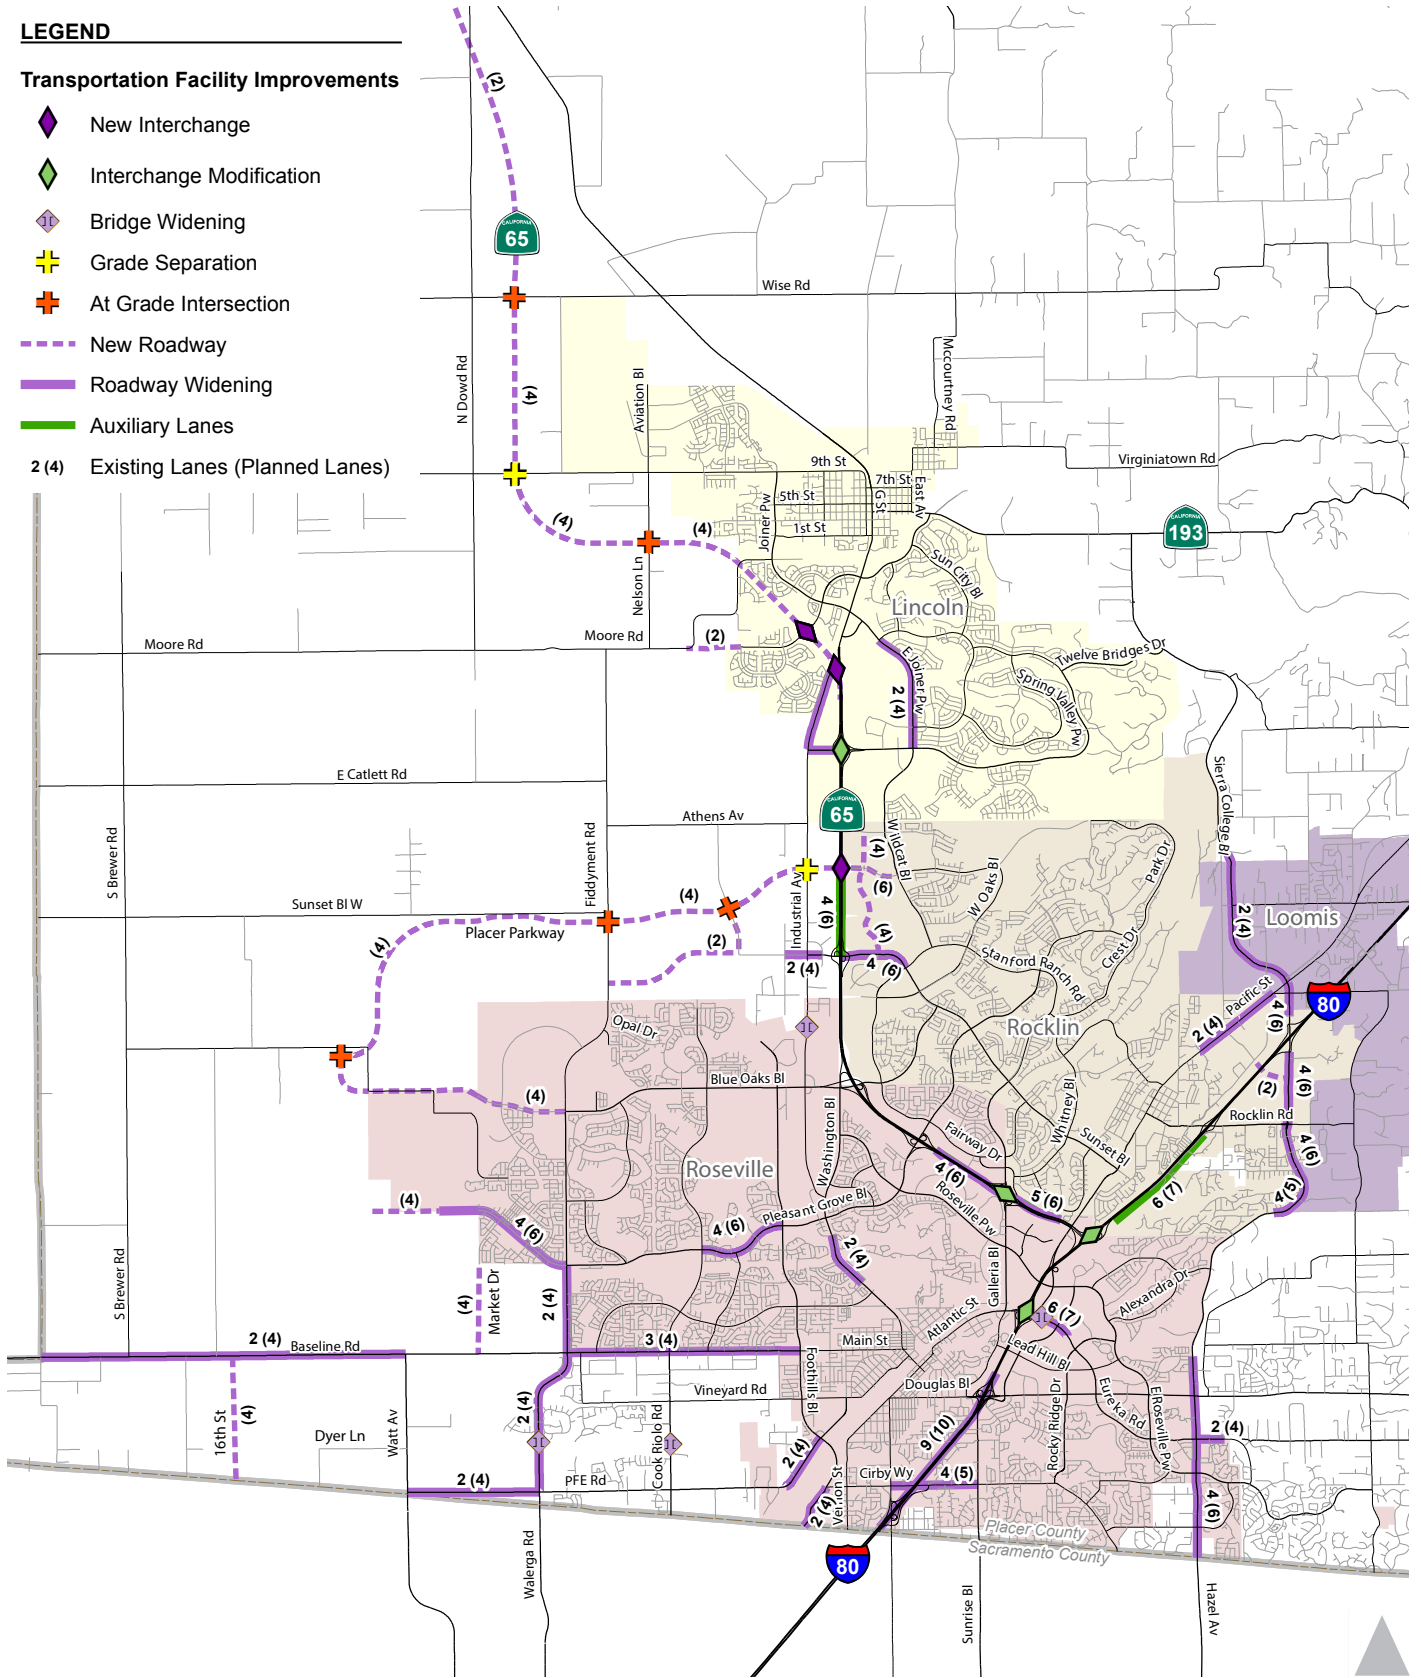 LEGEND
Transportation Facility Improvements
New Interchange
Interchange Modification
Bridge Widening
Grade Separation
At Grade Intersection
New Roadway
Roadway Widening
Auxiliary Lanes
2 (4) Existing Lanes (Planned Lanes)
(2)
CALIFORNIA
65
Wise Rd
N Dowd Rd
(4)
Aviation Bl
Mccourtney Rd
Virginiatown Rd
9th St
7th St
5th St
G St
East Av
1st St
Joiner Pw
(4)
(4)
CALIFORNIA
193
Nelson Ln
Sun City Bl
Lincoln
Moore Rd
Moore Rd
(2)
E Joiner Pw
Twelve Bridges Dr
Spring Valley Pw
2 (4)
E Catlett Rd
Sierra College Bl
CALIFORNIA
65
Athens Av
S Brewer Rd
Fiddyment Rd
Wildcat Bl
(4)
W Oaks Bl
Park Dr
(6)
Industrial Av
4 (6)
Sunset Bl W
(4)
Placer Parkway
(4)
(2)
(4)
2 (4)
4 (6)
Stanford Ranch Rd
Crest Dr
2 (4)
Loomis
80
Pacific St
2 (4)
4 (6)
Opal Dr
Rocklin
Blue Oaks Bl
(4)
Whitney Bl
(2)
4 (6)
Rocklin Rd
Washington Bl
Fairway Dr
Sunset Bl
4 (6)
Roseville
4 (6)
Roseville Pw
5 (6)
6 (7)
4 (5)
(4)
4 (6)
4 (6)
Pleasant Grove Bl
2 (4)
Galleria Bl
S Brewer Rd
(4)
Market Dr
2 (4)
Alexandra Dr
6 (7)
Atlantic St
2 (4)
Baseline Rd
3 (4)
Main St
Lead Hill Bl
Foothills Bl
Vineyard Rd
Douglas Bl
Rocky Ridge Dr
Eureka Rd
E Roseville Pw
16th St
(4)
Dyer Ln
Watt Av
2 (4)
Cook Riolo Rd
9 (10)
2 (4)
2 (4)
Cirby Wy
4 (5)
2 (4)
PFE Rd
2 (4)
Vernon St
4 (6)
Placer County
Sacramento County
80
Walerga Rd
Sunrise Bl
Hazel Av